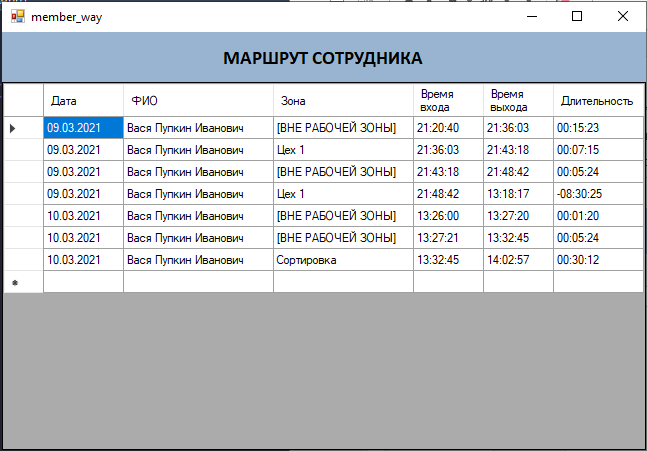 member_way
МАРШРУТ СОТРУДНИКА
Дата ФИО Зона Время входа Время выхода Длительность
09.03.2021 Вася Пупкин Иванович [ВНЕ РАБОЧЕЙ ЗОНЫ] 21:20:40 21:36:03 00:15:23
09.03.2021 Вася Пупкин Иванович Цех 1 21:36:03 21:43:18 00:07:15
09.03.2021 Вася Пупкин Иванович [ВНЕ РАБОЧЕЙ ЗОНЫ] 21:43:18 21:48:42 00:05:24
09.03.2021 Вася Пупкин Иванович Цех 1 21:48:42 13:18:17 -08:30:25
10.03.2021 Вася Пупкин Иванович [ВНЕ РАБОЧЕЙ ЗОНЫ] 13:26:00 13:27:20 00:01:20
10.03.2021 Вася Пупкин Иванович [ВНЕ РАБОЧЕЙ ЗОНЫ] 13:27:21 13:32:45 00:05:24
10.03.2021 Вася Пупкин Иванович Сортировка 13:32:45 14:02:57 00:30:12